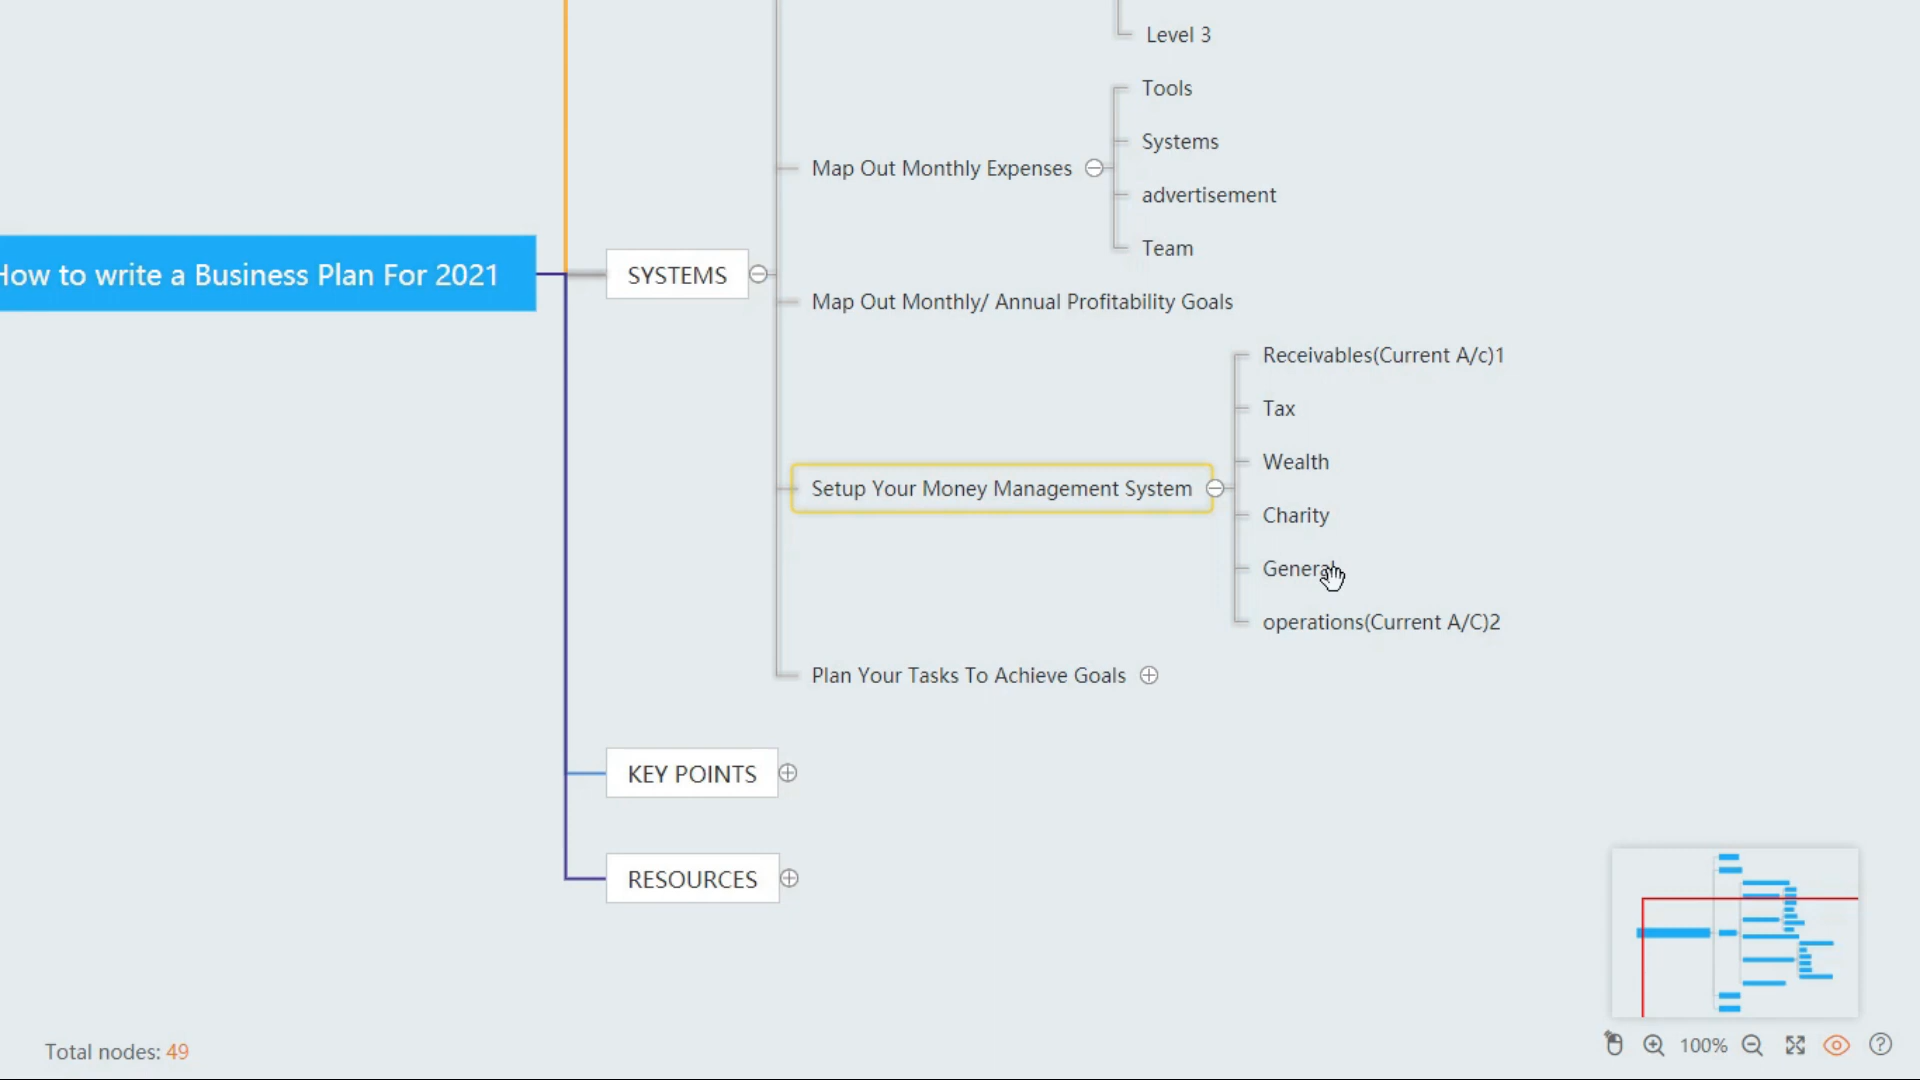 Level 3
Tools
Systems
Map Out Monthly Expenses
advertisement
Team
How to write a Business Plan For 2021
SYSTEMS
Map Out Monthly/ Annual Profitability Goals
Receivables(Current A/c)1
Tax
Wealth
Setup Your Money Management System
Charity
General
operations(Current A/C)2
Plan Your Tasks To Achieve Goals
KEY POINTS
RESOURCES
Total nodes: 49
100%